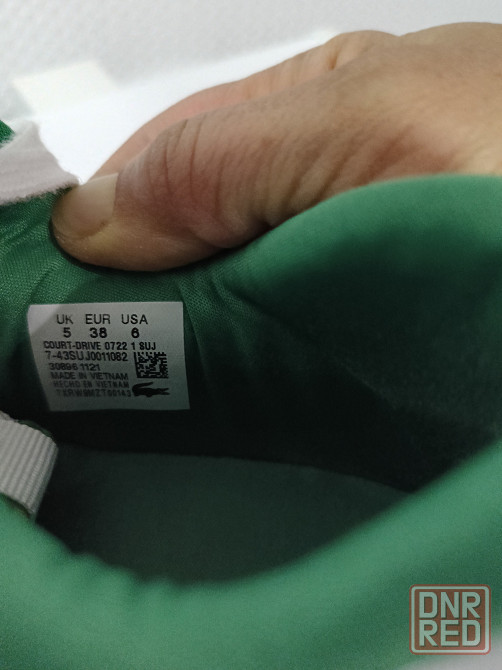 UK EUR USA
5 38 6
COURT-DRIVE 0722 1 SUJ
7-43SUJ0011082
30896 1121
MADE IN VIETNAM
HECHO EN VIETNAM
DNR
RED